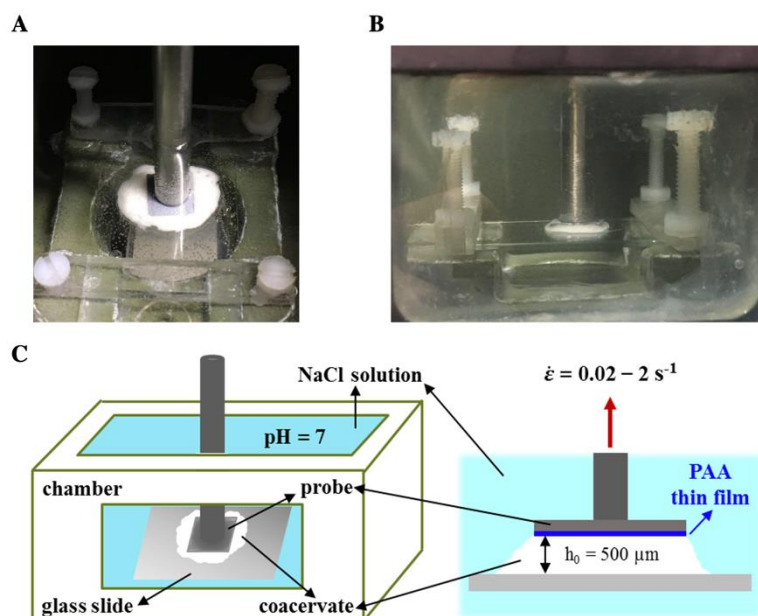 A
B
C
NaCl solution
ε̇ = 0.02 – 2 s⁻¹
pH = 7
chamber
probe
PAA
thin film
h₀ = 500 µm
glass slide
coacervate